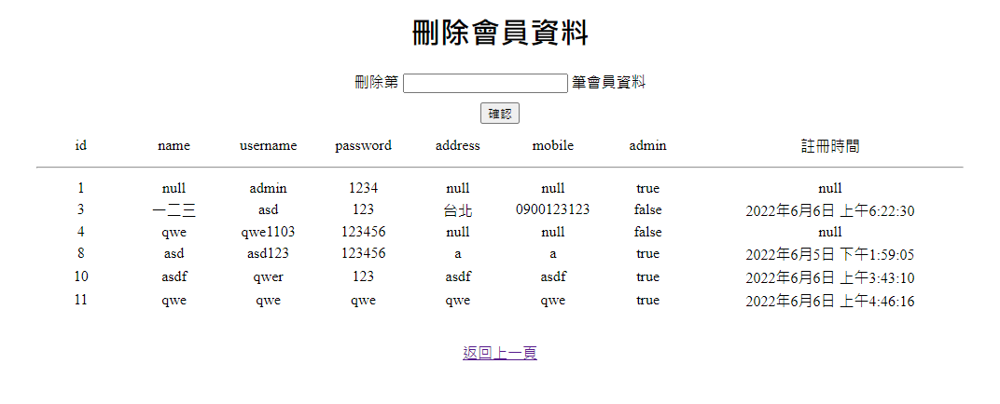 刪除會員資料
刪除第 筆會員資料
確認
id name username password address mobile admin 註冊時間
1 null admin 1234 null null true null
3 一二三 asd 123 台北 0900123123 false 2022年6月6日 上午6:22:30
4 qwe qwe1103 123456 null null false null
8 asd asd123 123456 a a true 2022年6月5日 下午1:59:05
10 asdf qwer 123 asdf asdf true 2022年6月6日 上午3:43:10
11 qwe qwe qwe qwe qwe true 2022年6月6日 上午4:46:16
返回上一頁